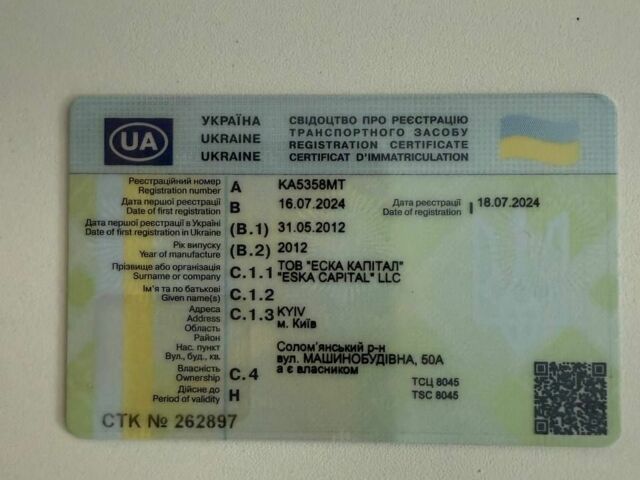 UA
УКРАЇНА
UKRAINE
UKRAINE
СВІДОЦТВО ПРО РЕЄСТРАЦІЮ
ТРАНСПОРТНОГО ЗАСОБУ
REGISTRATION CERTIFICATE
CERTIFICAT D'IMMATRICULATION
Реєстраційний номер
Registration number A KA5358MT
Дата першої реєстрації
Date of first registration B 16.07.2024 Дата реєстрації
Date of registration I 18.07.2024
Дата першої реєстрації в Україні
Date of first registration in Ukraine (B.1) 31.05.2012
Рік випуску
Year of manufacture (B.2) 2012
Прізвище або організація
Surname or company C.1.1 ТОВ "ЕСКА КАПІТАЛ"
"ESKA CAPITAL" LLC
Ім'я та по батькові
Given name(s) C.1.2
Адреса
Address C.1.3 KYIV
м. Київ
Область
Район
Нас. пункт
Вул., буд., кв.
Солом'янський р-н
вул. МАШИНОБУДІВНА, 50А
Власність
Ownership C.4 а є власником
Дійсне до
Period of validity H
ТСЦ 8045
TSC 8045
СТК № 262897